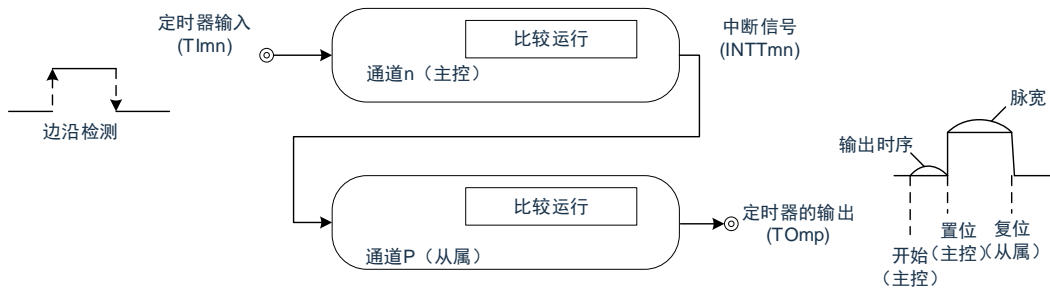 定时器输入
(TImn)
比较运行
通道n（主控）
中断信号
(INTTmn)
边沿检测
脉宽
输出时序
比较运行
通道P（从属）
定时器的输出
(TOmp)
开始
（主控）
置位
（主控）
复位
（从属）